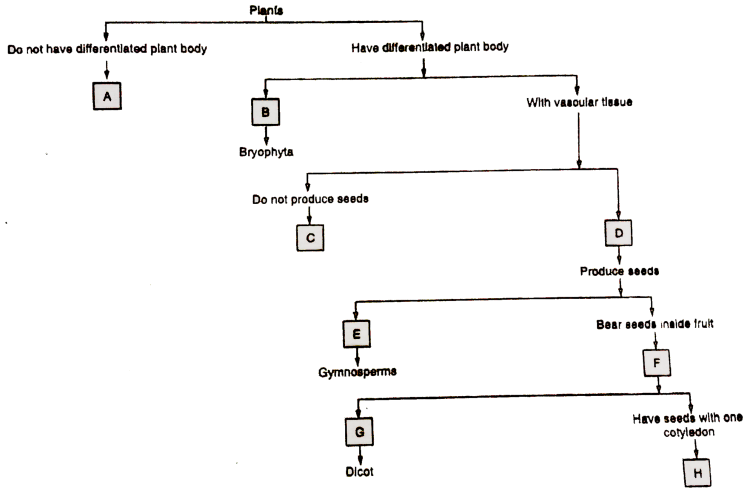 Plants
Do not have differentiated plant body
Have differentiated plant body
A
B
With vascular tissue
Bryophyta
Do not produce seeds
C
D
Produce seeds
E
Bear seeds inside fruit
Gymnosperms
F
G
Have seeds with one
cotyledon
Dicot
H